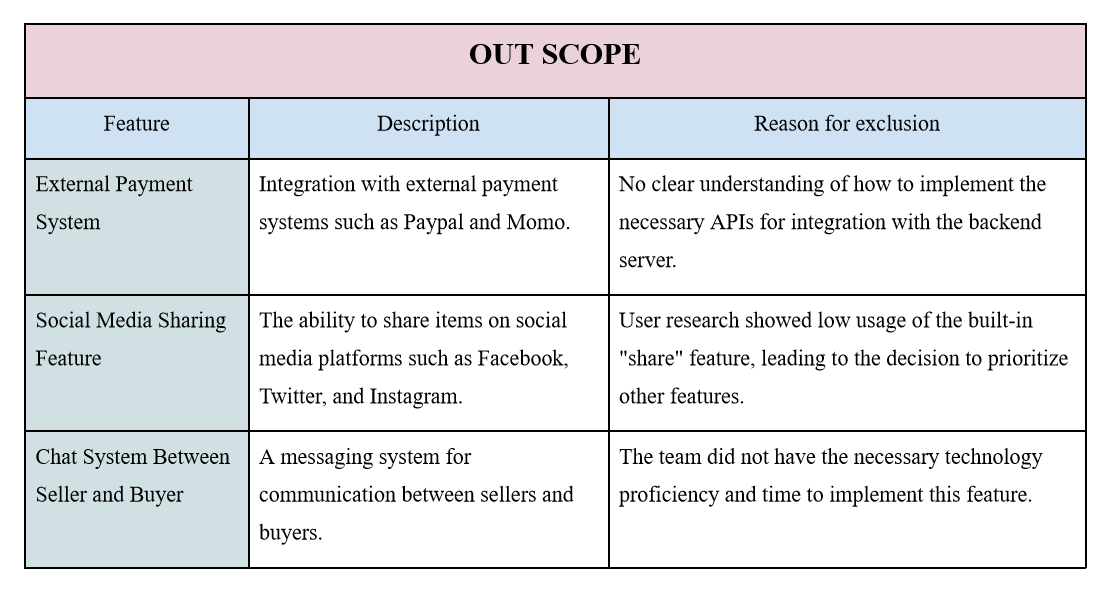 OUT SCOPE
Feature
Description
Reason for exclusion
External Payment
System
Integration with external payment
systems such as Paypal and Momo.
No clear understanding of how to implement the
necessary APIs for integration with the backend
server.
Social Media Sharing
Feature
The ability to share items on social
media platforms such as Facebook,
Twitter, and Instagram.
User research showed low usage of the built-in
"share" feature, leading to the decision to prioritize
other features.
Chat System Between
Seller and Buyer
A messaging system for
communication between sellers and
buyers.
The team did not have the necessary technology
proficiency and time to implement this feature.